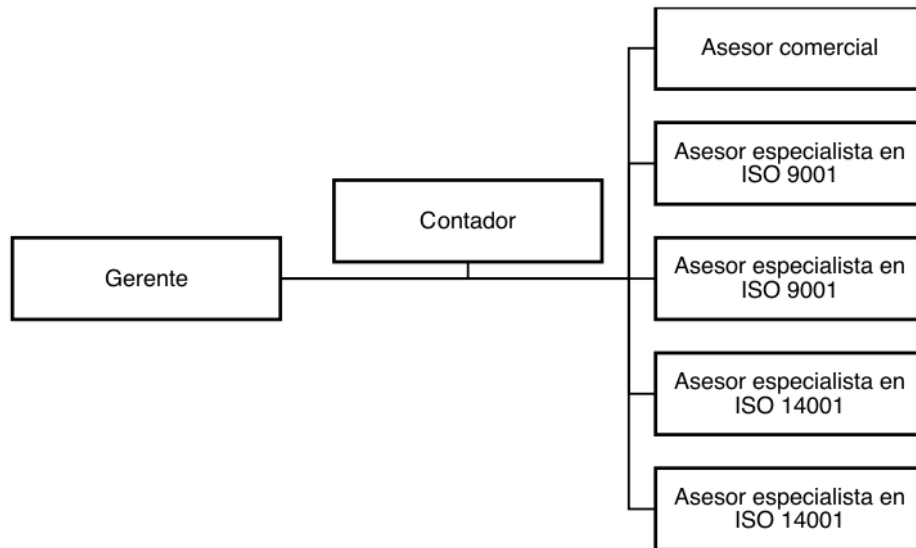 Asesor comercial
Asesor especialista en
ISO 9001
Contador
Gerente
Asesor especialista en
ISO 9001
Asesor especialista en
ISO 14001
Asesor especialista en
ISO 14001